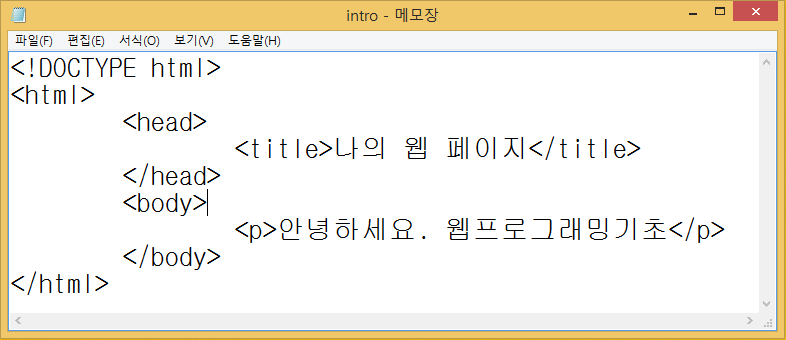 intro - 메모장
파일(F) 편집(E) 서식(O) 보기(V) 도움말(H)
<!DOCTYPE html>
<html>
<head>
<title>나의 웹 페이지</title>
</head>
<body>
<p>안녕하세요. 웹프로그래밍기초</p>
</body>
</html>